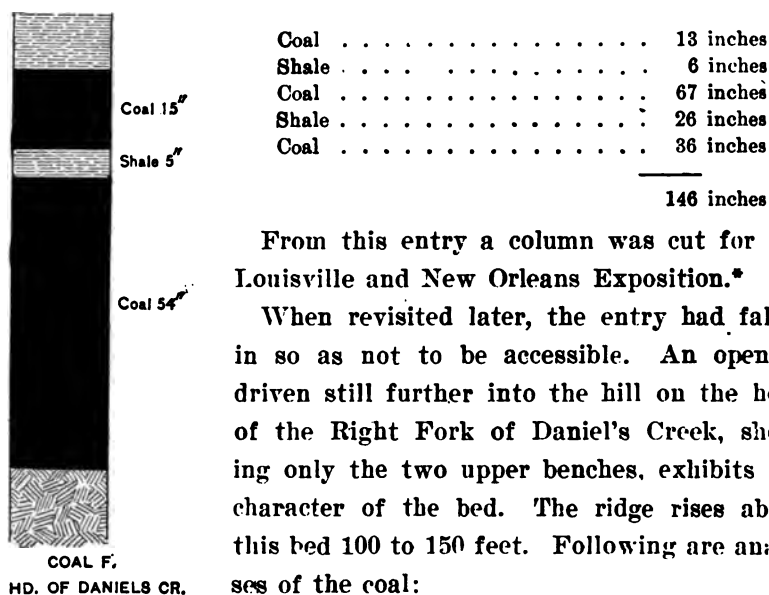 Coal . . . . . . . . . . . . . . . 13 inches
Shale . . . . . . . . . . . . . . 6 inches
Coal . . . . . . . . . . . . . . . 67 inches
Shale . . . . . . . . . . . . . . . 26 inches
Coal . . . . . . . . . . . . . . . 36 inches
146 inches
Coal 15"
Shale 5"
Coal 54"
COAL F.
HD. OF DANIELS CR.
From this entry a column was cut for
Louisville and New Orleans Exposition.*
When revisited later, the entry had fal
in so as not to be accessible. An open
driven still further into the hill on the h
of the Right Fork of Daniel's Creek, sh
ing only the two upper benches, exhibits
character of the bed. The ridge rises ab
this bed 100 to 150 feet. Following are ana
ses of the coal: